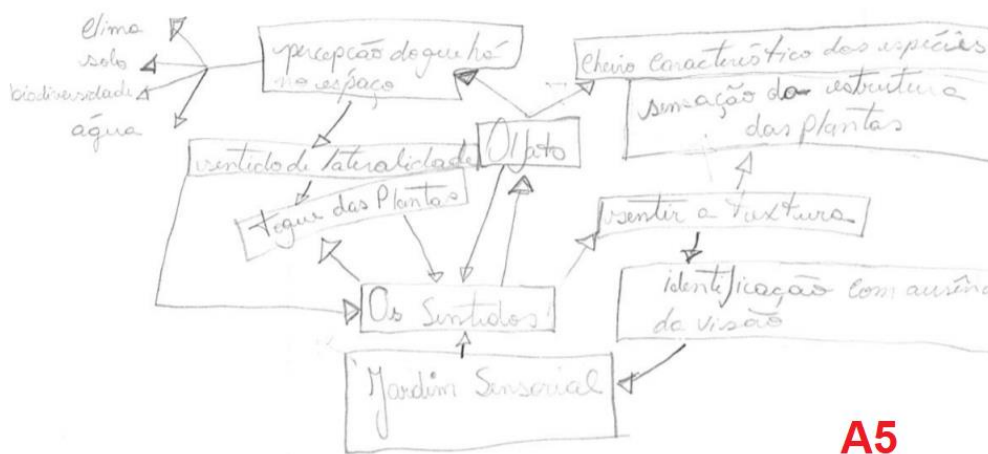 clima
solo
biodiversidade
água
percepção do que há
no espaço
cheiro característico das espécies
sensação da estrutura
das plantas
sentido de lateralidade
Olfato
toque das Plantas
sentir a textura
Os Sentidos
identificação com ausên
da visão
Jardim Sensorial
A5